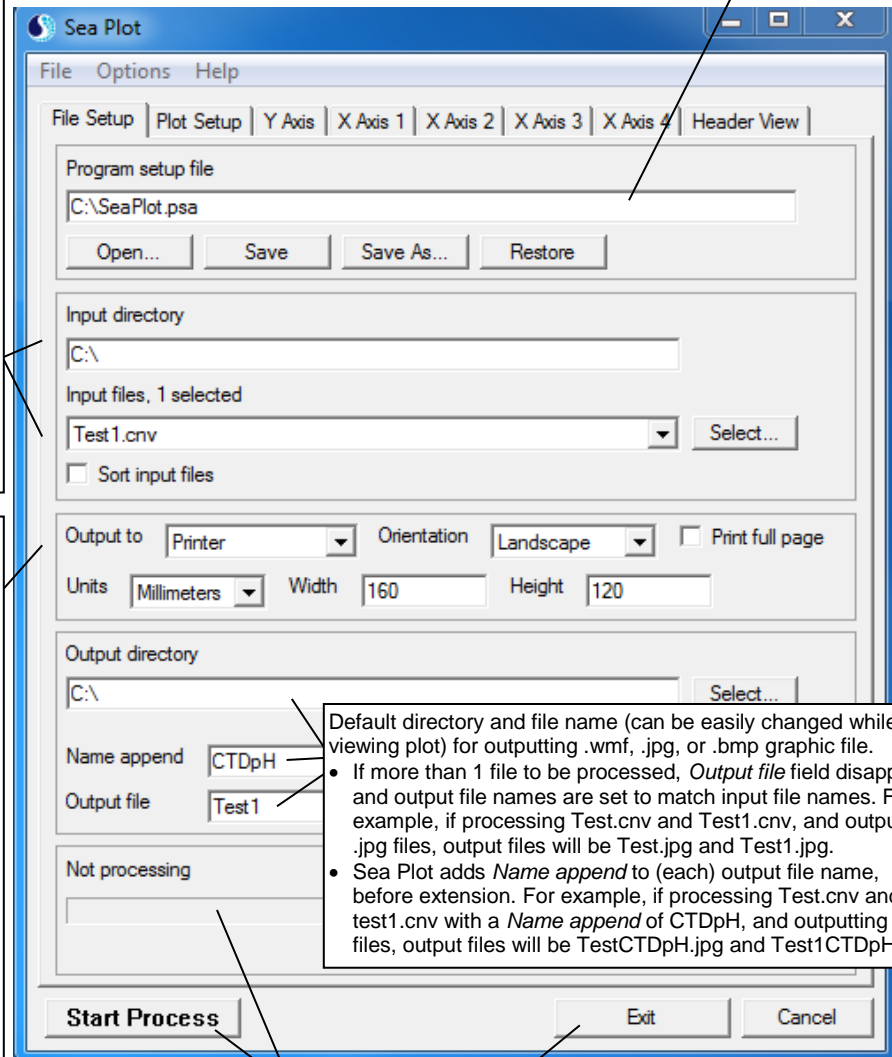 Sea Plot
File Options Help
File Setup Plot Setup Y Axis X Axis 1 X Axis 2 X Axis 3 X Axis 4 Header View
Program setup file
C:\SeaPlot.psa
Open... Save Save As... Restore
Input directory
C:\
Input files, 1 selected
Test1.cnv Select...
Sort input files
Output to Printer Orientation Landscape Print full page
Units Millimeters Width 160 Height 120
Output directory
C:\ Select...
Name append CTDpH
Output file Test1
Default directory and file name (can be easily changed while
viewing plot) for outputting .wmf, .jpg, or .bmp graphic file.
• If more than 1 file to be processed, Output file field
and output file names are set to match input file names.
example, if processing Test.cnv and Test1.cnv, and
.jpg files, output files will be Test.jpg and Test1.jpg.
• Sea Plot adds Name append to (each) output file name,
before extension. For example, if processing Test.cnv and
test1.cnv with a Name append of CTDpH, and outputting
files, output files will be TestCTDpH.jpg and Test1CTDpH
Not processing
Start Process Exit Cancel